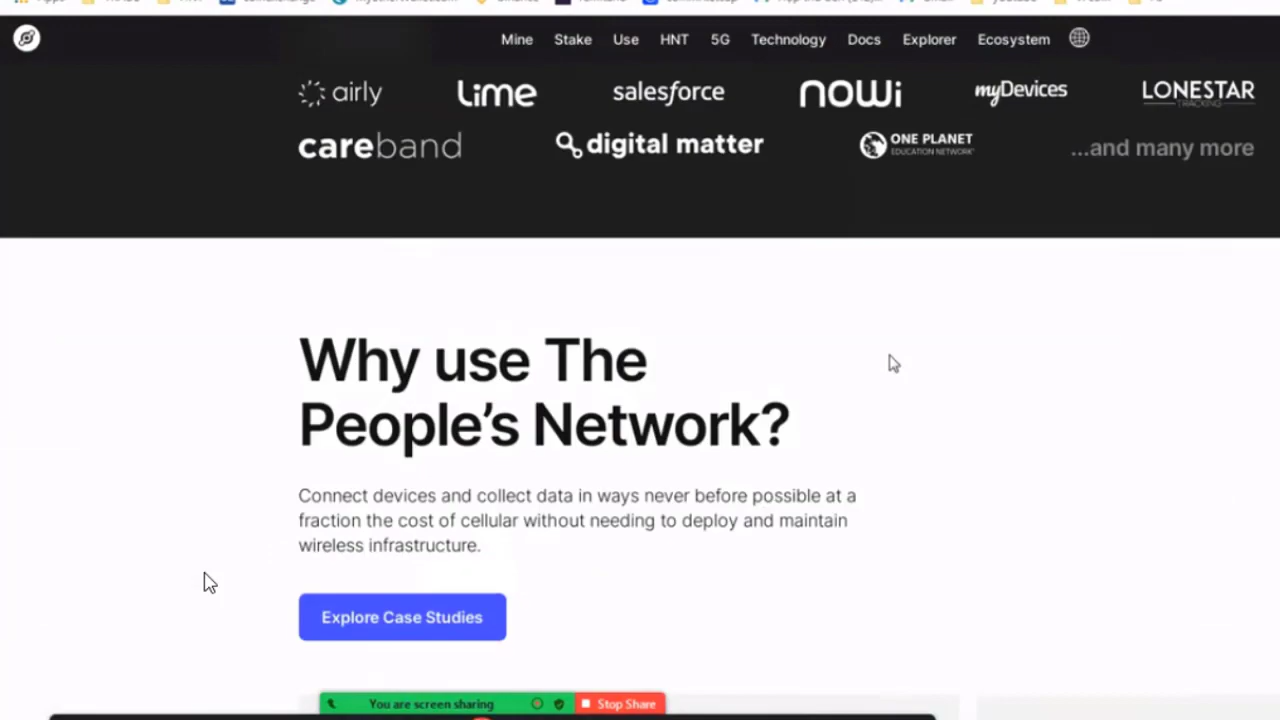 Mine Stake Use HNT 5G Technology Docs Explorer Ecosystem
airly lime salesforce nowi myDevices LONESTAR TRACKING
careband digital matter ONE PLANET EDUCATION NETWORK ...and many more
Why use The
People's Network?
Connect devices and collect data in ways never before possible at a
fraction the cost of cellular without needing to deploy and maintain
wireless infrastructure.
Explore Case Studies
You are screen sharing Stop Share